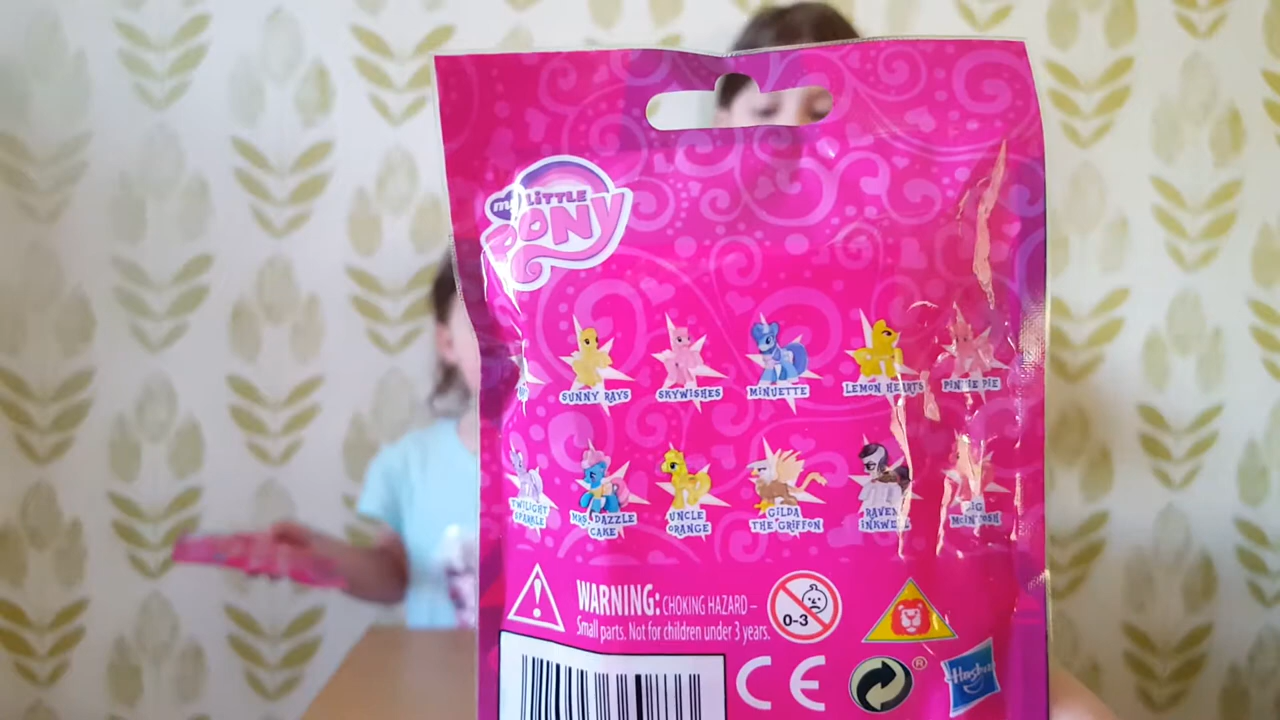 my LITTLE
PONY
SUNNY RAYS SKYWISHES MINUETTE LEMON HEARTS PINKIE PIE
TWILIGHT SPARKLE
MRS. DAZZLE CAKE
UNCLE ORANGE
GILDA THE GRIFFON
RAVEN INKWELL
BIG MCINTOSH
WARNING: CHOKING HAZARD –
Small parts. Not for children under 3 years.
0-3
CE
®
Hasbro